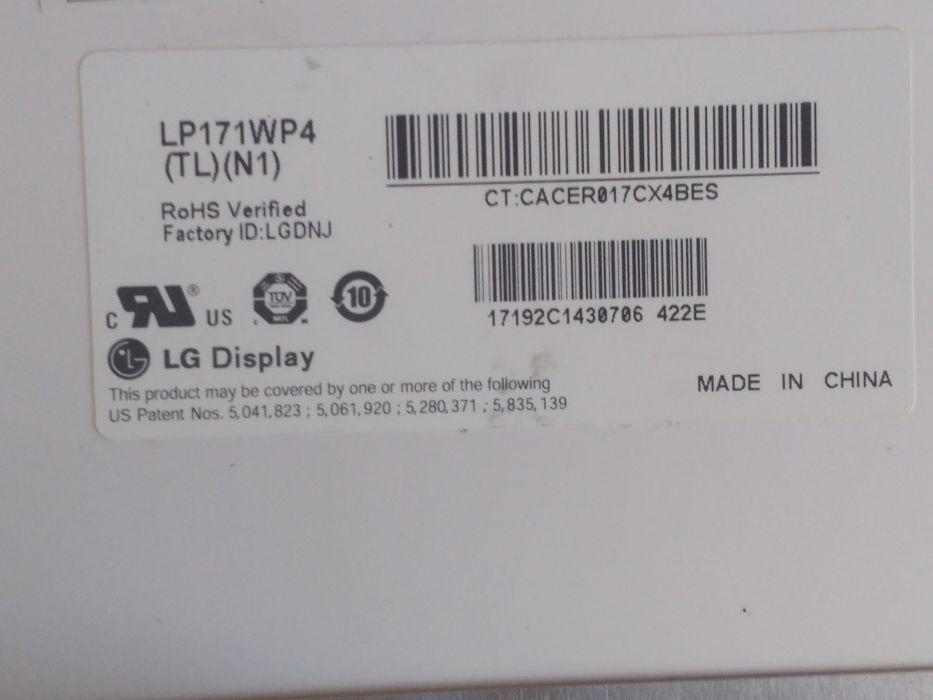 LP171WP4
(TL)(N1)
CT:CACER017CX4BES
RoHS Verified
Factory ID:LGDNJ
17192C1430706 422E
C RU ® US
TÜV
10
LG Display
This product may be covered by one or more of the following
US Patent Nos. 5,041,823 ; 5,061,920 ; 5,280,371 ; 5,835,139
MADE IN CHINA